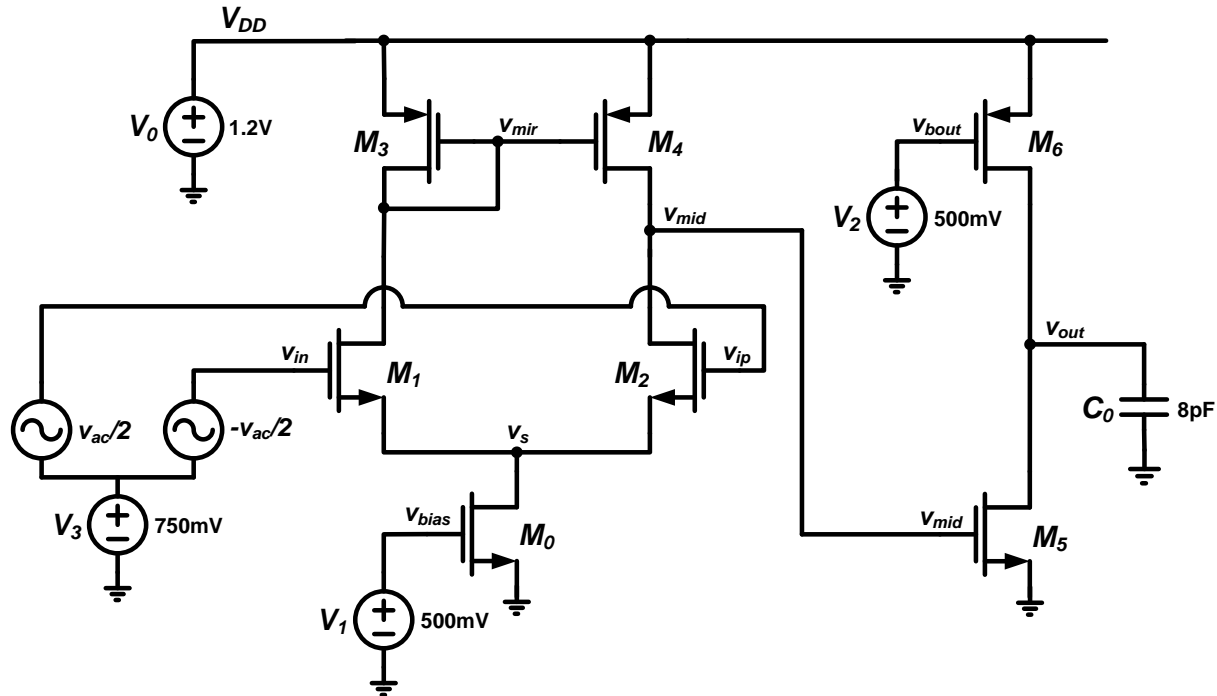 V_DD
V_0 1.2V
M_3
v_mir
M_4
v_bout
M_6
v_mid
V_2 500mV
v_in
M_1
M_2
v_ip
v_out
v_ac/2
-v_ac/2
C_0 8pF
v_s
V_3 750mV
v_bias
M_0
v_mid
M_5
V_1 500mV